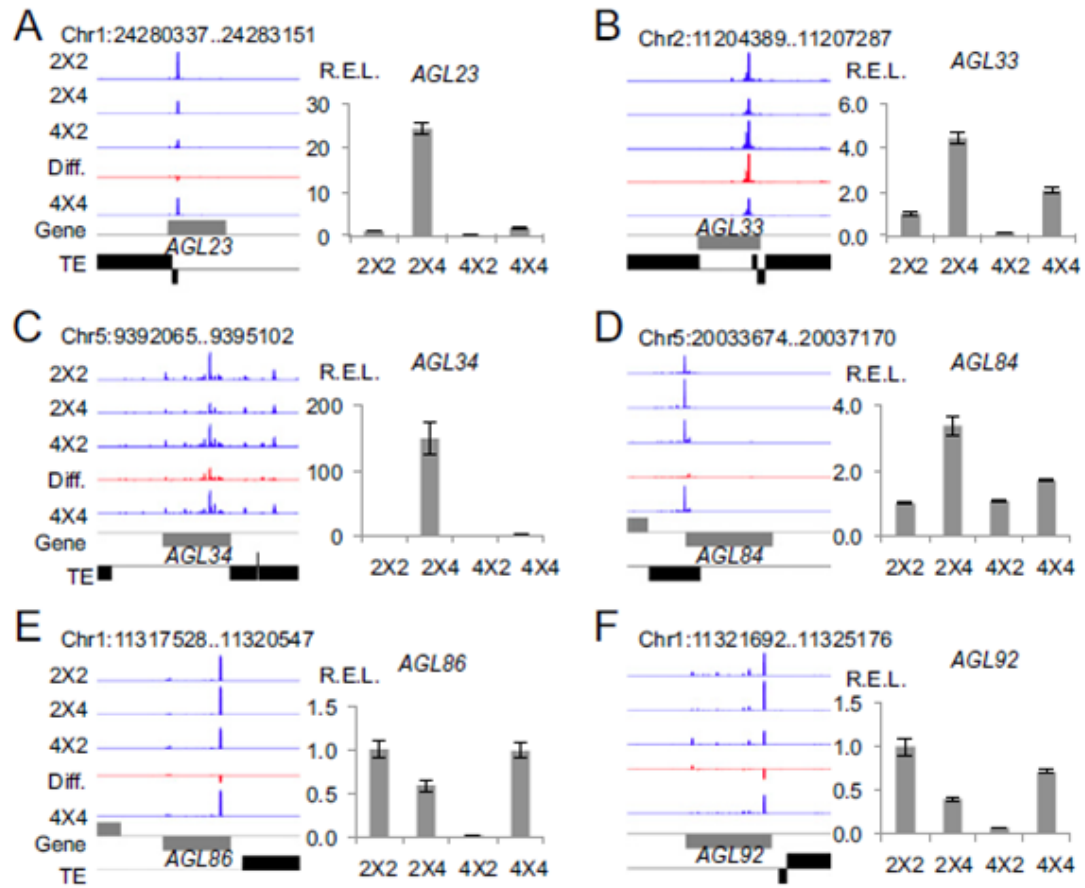 A
Chr1:24280337..24283151
2X2
2X4
4X2
Diff.
4X4
Gene
AGL23
TE
R.E.L.
AGL23
30
20
10
0
2X2 2X4 4X2 4X4
B
Chr2:11204389..11207287
AGL33
R.E.L.
AGL33
6.0
4.0
2.0
0.0
2X2 2X4 4X2 4X4
C
Chr5:9392065..9395102
2X2
2X4
4X2
Diff.
4X4
Gene
AGL34
TE
R.E.L.
AGL34
200
150
100
0
2X2 2X4 4X2 4X4
D
Chr5:20033674..20037170
AGL84
R.E.L.
AGL84
4.0
2.0
0.0
2X2 2X4 4X2 4X4
E
Chr1:11317528..11320547
2X2
2X4
4X2
Diff.
4X4
Gene
AGL86
TE
R.E.L.
AGL86
1.5
1.0
0.5
0.0
2X2 2X4 4X2 4X4
F
Chr1:11321692..11325176
AGL92
R.E.L.
AGL92
1.5
1.0
0.5
0.0
2X2 2X4 4X2 4X4